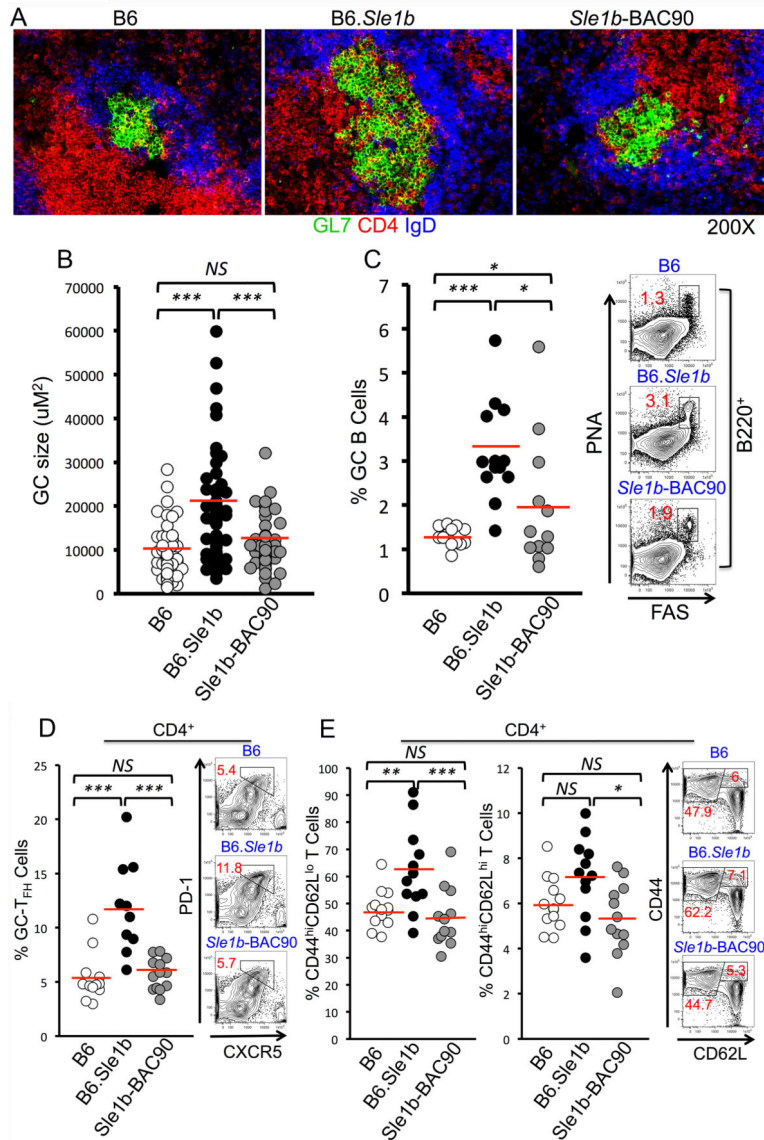 A
B6
B6.Sle1b
Sle1b-BAC90
GL7 CD4 IgD
200X
B
NS
*** ***
GC size (uM²)
70000
60000
50000
40000
30000
20000
10000
0
B6
B6.Sle1b
Sle1b-BAC90
C
*
*** *
% GC B Cells
7
6
5
4
3
2
1
0
B6
B6.Sle1b
Sle1b-BAC90
B6
1.3
B6.Sle1b
3.1
Sle1b-BAC90
1.9
PNA
FAS
B220⁺
D
CD4⁺
NS
*** ***
% GC-TFH Cells
25
20
15
10
5
0
B6
B6.Sle1b
Sle1b-BAC90
B6
5.4
B6.Sle1b
11.8
Sle1b-BAC90
5.7
PD-1
CXCR5
E
CD4⁺
NS
** ***
% CD44hiCD62Llo T Cells
100
90
80
70
60
50
40
30
20
10
0
B6
B6.Sle1b
Sle1b-BAC90
NS
NS *
% CD44hiCD62Lhi T Cells
12
10
8
6
4
2
0
B6
B6.Sle1b
Sle1b-BAC90
B6
6
47.9
B6.Sle1b
7.1
62.2
Sle1b-BAC90
5.3
44.7
CD44
CD62L